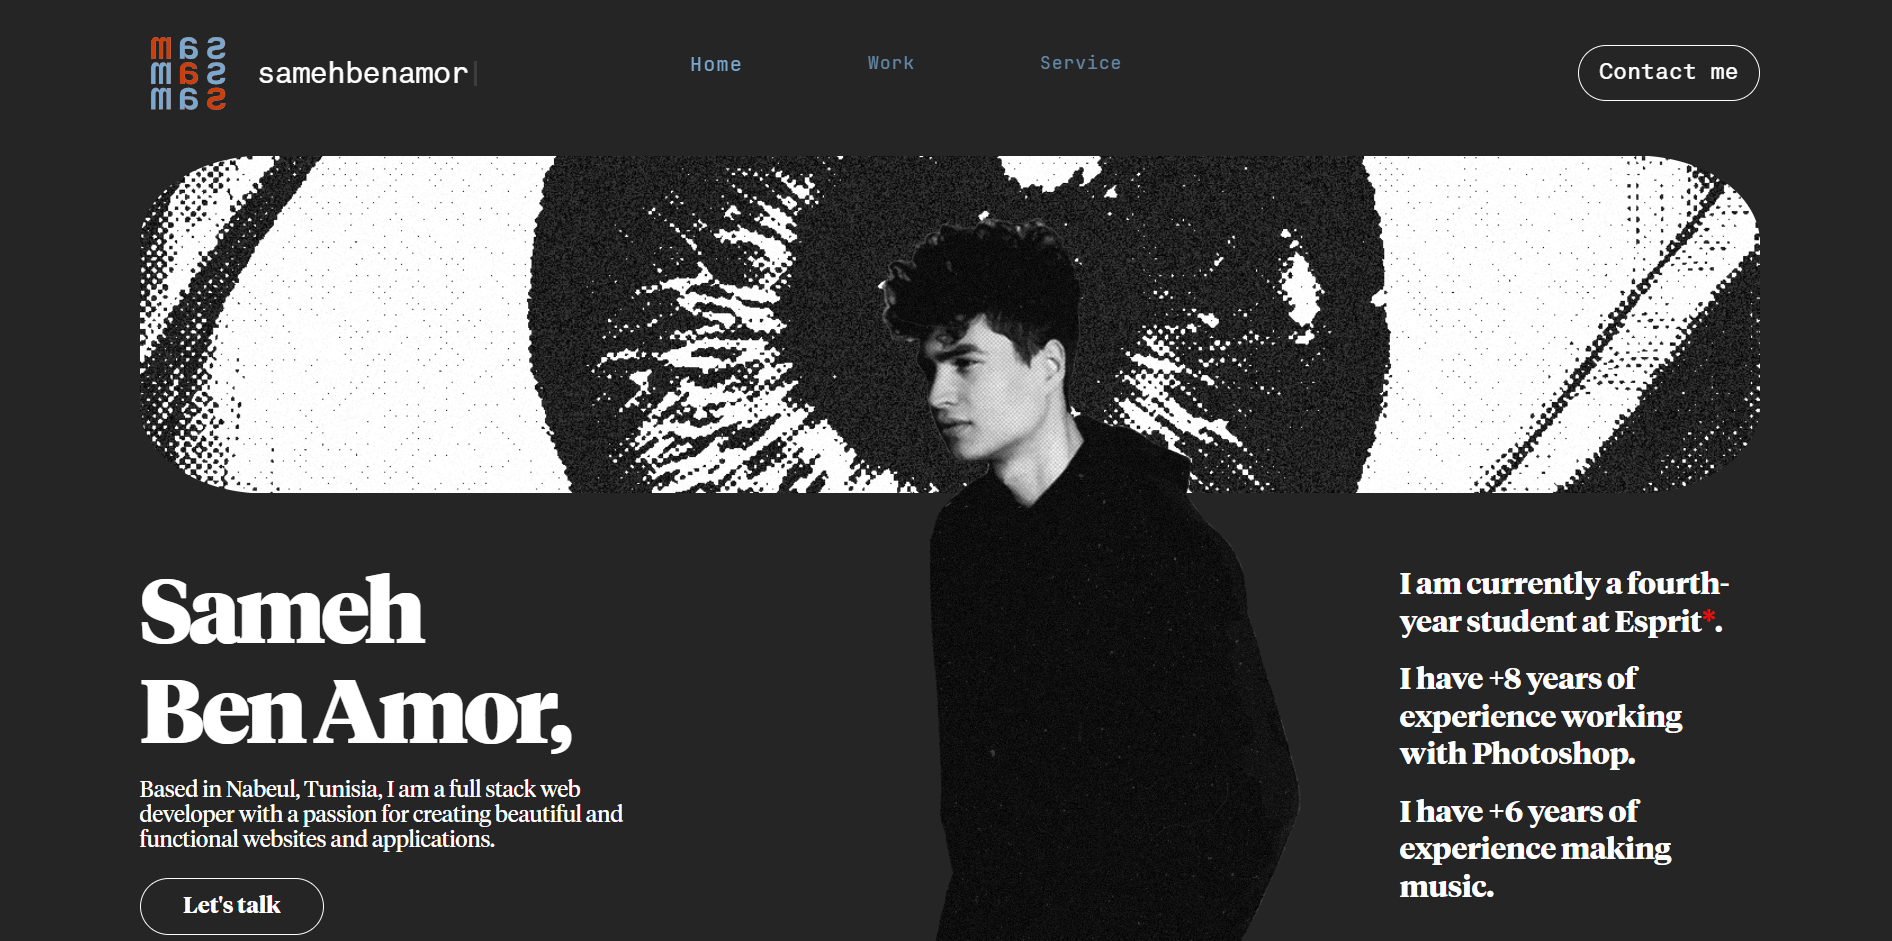 m a s
m a s
m a s
samehbenamor
Home
Work
Service
Contact me
Sameh
Ben Amor,
Based in Nabeul, Tunisia, I am a full stack web
developer with a passion for creating beautiful and
functional websites and applications.
Let's talk
I am currently a fourth-
year student at Esprit*.
I have +8 years of
experience working
with Photoshop.
I have +6 years of
experience making
music.